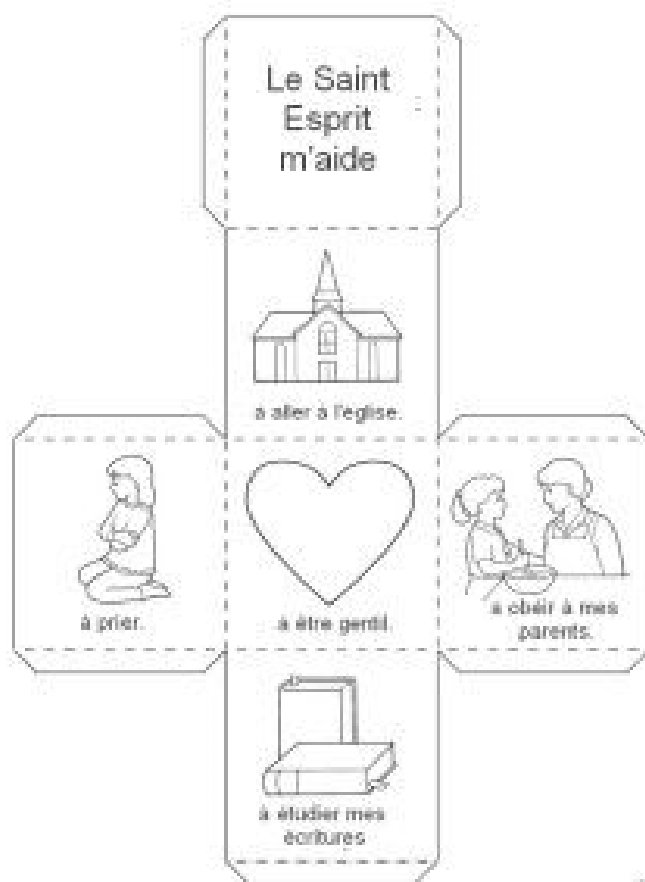 Le Saint
Esprit
m'aide
à aller à l'église.
à prier.
à être gentil.
à obéir à mes
parents.
à étudier mes
écritures